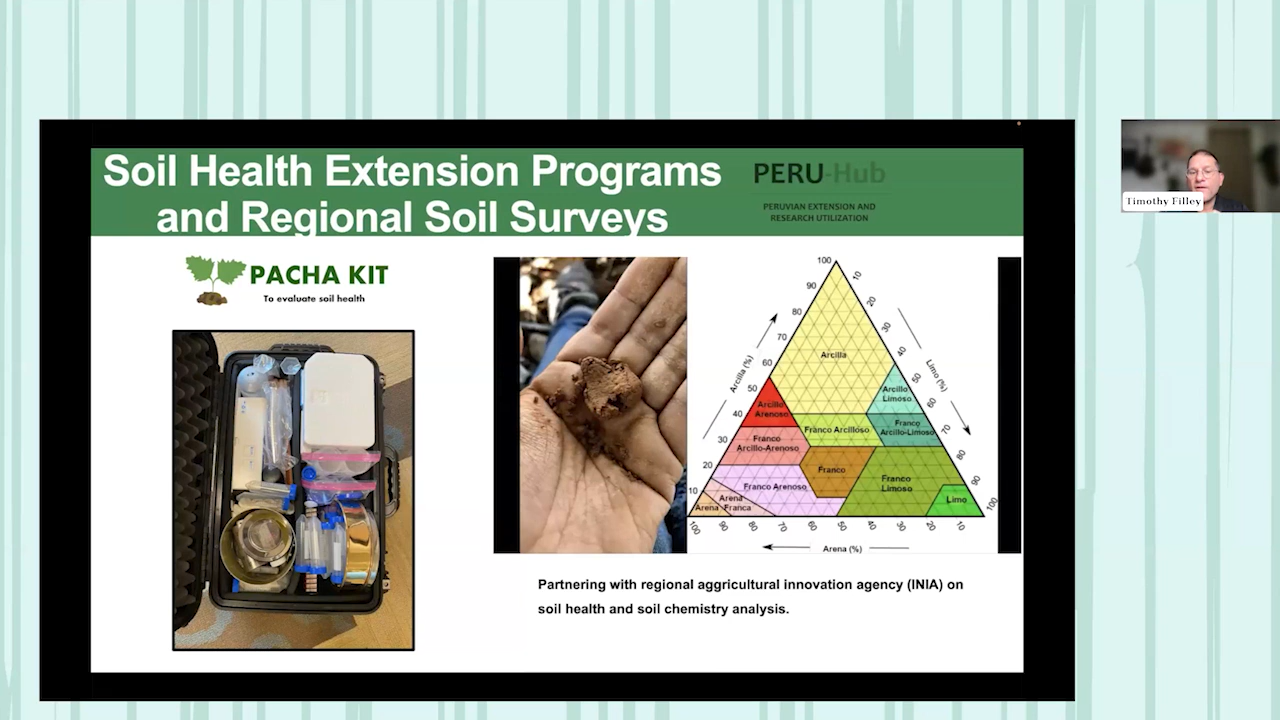 Soil Health Extension Programs
and Regional Soil Surveys
PERU-Hub
PERUVIAN EXTENSION AND
RESEARCH UTILIZATION
Timothy Filley
PACHA KIT
To evaluate soil health
100
90
80
70
60
50
40
30
20
10
Arcilla (%)
10
20
30
40
50
60
70
80
90
100
Limo (%)
Arcilla
Arcillo
Arenoso
Arcillo
Limoso
Franco Arcilloso
Franco
Arcillo-Limoso
Franco
Arcillo-Arenoso
Franco
Franco
Limoso
Franco Arenoso
Arena
Franca
Arena
Limo
100
90
80
70
60
50
40
30
20
10
Arena (%)
Partnering with regional aggricultural innovation agency (INIA) on
soil health and soil chemistry analysis.